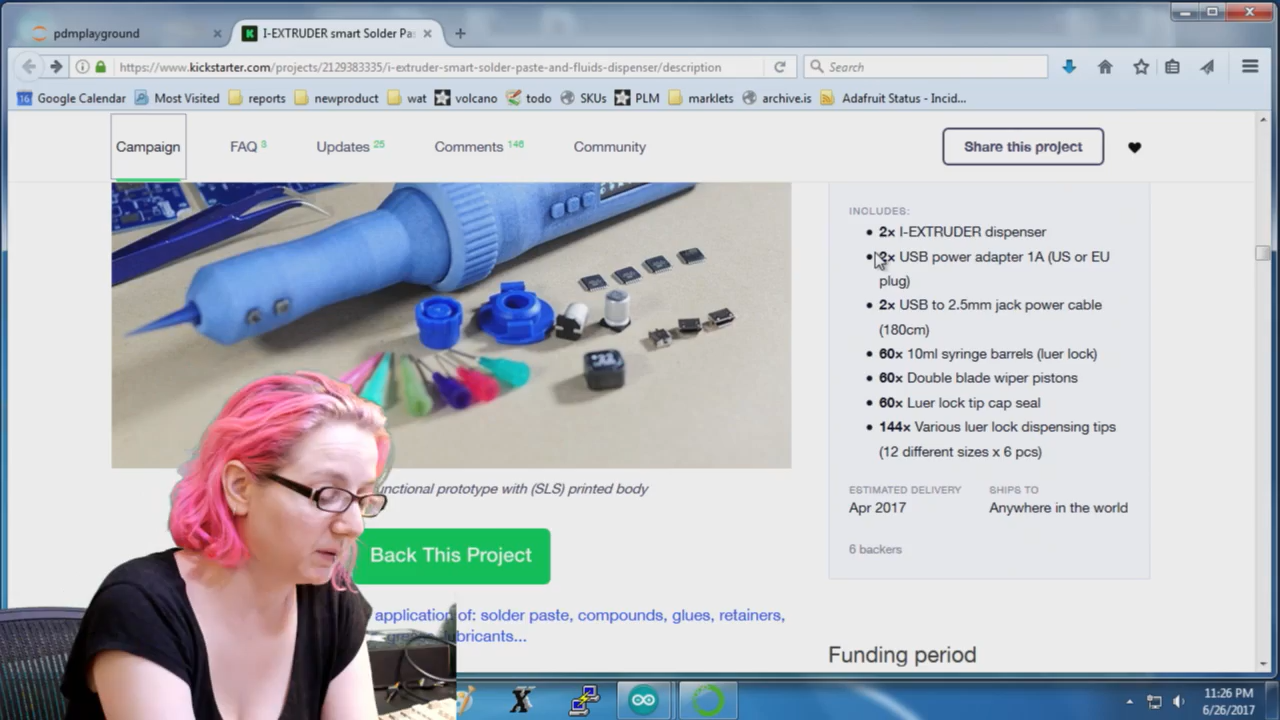 pdmplayground
I-EXTRUDER smart Solder Pa
https://www.kickstarter.com/projects/2129383335/i-extruder-smart-solder-paste-and-fluids-dispenser/description
Search
Google Calendar
Most Visited
reports
newproduct
wat
volcano
todo
SKUs
PLM
marklets
archive.is
Adafruit Status - Incid...
Campaign
FAQ 3
Updates 25
Comments 146
Community
Share this project
INCLUDES:
2x I-EXTRUDER dispenser
2x USB power adapter 1A (US or EU
plug)
2x USB to 2.5mm jack power cable
(180cm)
60x 10ml syringe barrels (luer lock)
60x Double blade wiper pistons
60x Luer lock tip cap seal
144x Various luer lock dispensing tips
(12 different sizes x 6 pcs)
ESTIMATED DELIVERY
Apr 2017
SHIPS TO
Anywhere in the world
6 backers
unctional prototype with (SLS) printed body
Back This Project
application of: solder paste, compounds, glues, retainers,
lubricants...
Funding period
11:26 PM
6/26/2017